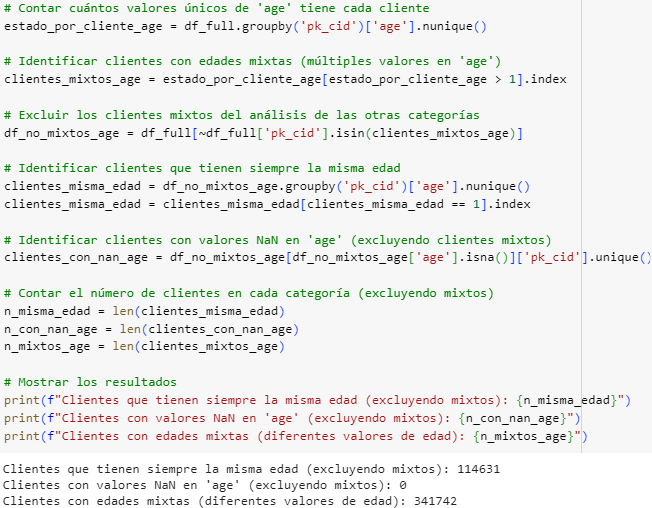 # Contar cuántos valores únicos de 'age' tiene cada cliente
estado_por_cliente_age = df_full.groupby('pk_cid')['age'].nunique()
# Identificar clientes con edades mixtas (múltiples valores en 'age')
clientes_mixtos_age = estado_por_cliente_age[estado_por_cliente_age > 1].index
# Excluir los clientes mixtos del análisis de las otras categorías
df_no_mixtos_age = df_full[~df_full['pk_cid'].isin(clientes_mixtos_age)]
# Identificar clientes que tienen siempre la misma edad
clientes_misma_edad = df_no_mixtos_age.groupby('pk_cid')['age'].nunique()
clientes_misma_edad = clientes_misma_edad[clientes_misma_edad == 1].index
# Identificar clientes con valores NaN en 'age' (excluyendo clientes mixtos)
clientes_con_nan_age = df_no_mixtos_age[df_no_mixtos_age['age'].isna()]['pk_cid'].unique()
# Contar el número de clientes en cada categoría (excluyendo mixtos)
n_misma_edad = len(clientes_misma_edad)
n_con_nan_age = len(clientes_con_nan_age)
n_mixtos_age = len(clientes_mixtos_age)
# Mostrar los resultados
print(f"Clientes que tienen siempre la misma edad (excluyendo mixtos): {n_misma_edad}")
print(f"Clientes con valores NaN en 'age' (excluyendo mixtos): {n_con_nan_age}")
print(f"Clientes con edades mixtas (diferentes valores de edad): {n_mixtos_age}")
Clientes que tienen siempre la misma edad (excluyendo mixtos): 114631
Clientes con valores NaN en 'age' (excluyendo mixtos): 0
Clientes con edades mixtas (diferentes valores de edad): 341742